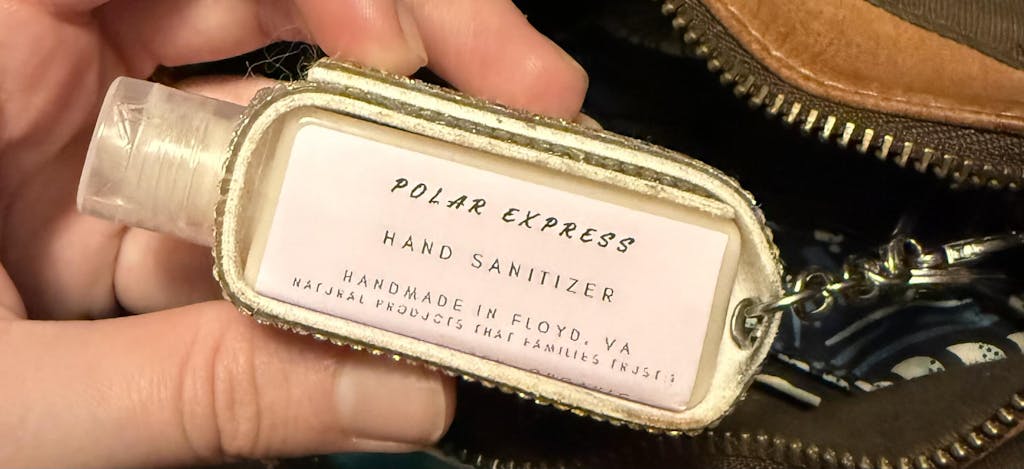 POLAR EXPRESS
HAND SANITIZER
HANDMADE IN FLOYD, VA
NATURAL PRODUCTS THAT FAMILIES TRUST